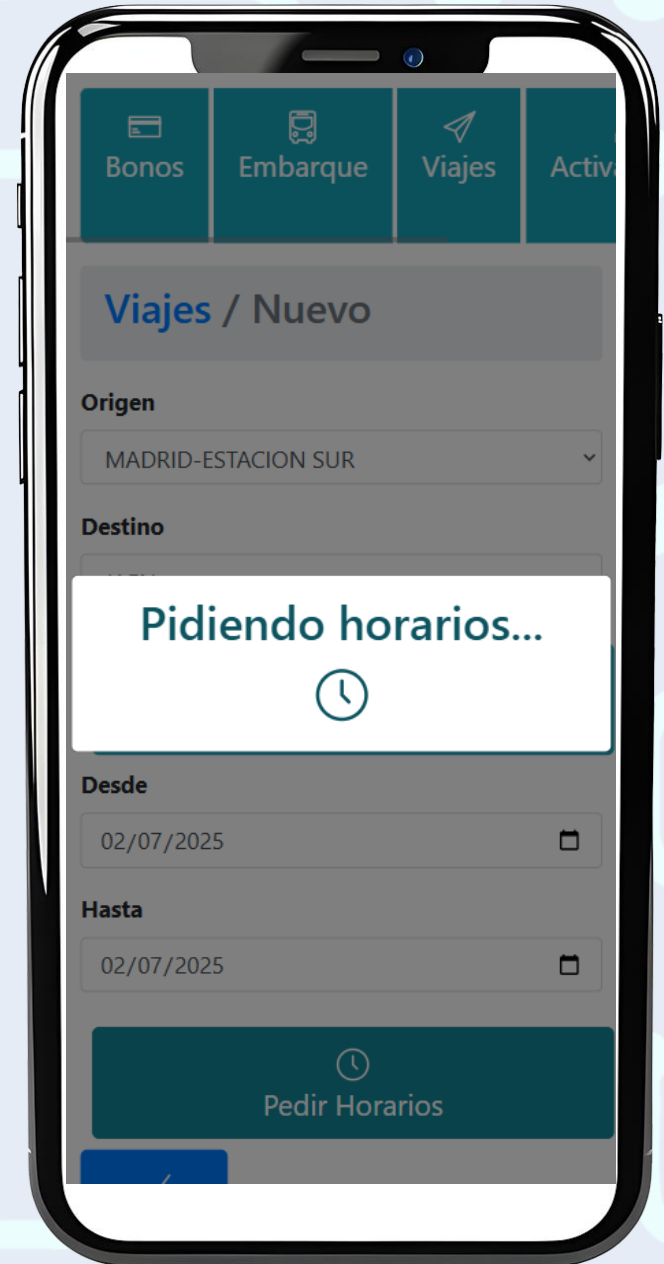 Bonos
Embarque
Viajes
Viajes / Nuevo
Origen
MADRID-ESTACION SUR
Destino
Pidiendo horarios...
Desde
02/07/2025
Hasta
02/07/2025
Pedir Horarios